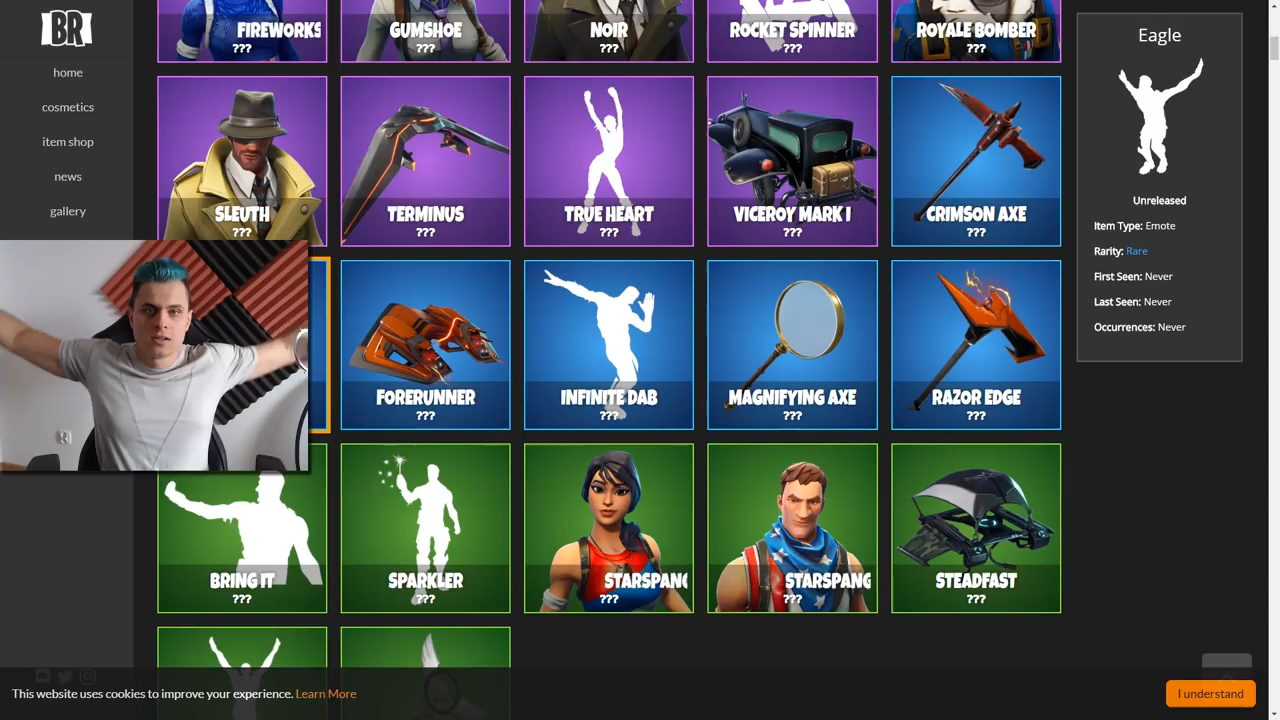 BR
home
cosmetics
item shop
news
gallery
FIREWORKS
???
GUMSHOE
???
NOIR
???
ROCKET SPINNER
???
ROYALE BOMBER
???
SLEUTH
???
TERMINUS
???
TRUE HEART
???
VICEROY MARK I
???
CRIMSON AXE
???
FORERUNNER
???
INFINITE DAB
???
MAGNIFYING AXE
???
RAZOR EDGE
???
BRING IT
???
SPARKLER
???
STARSPANG
???
STARSPANG
???
STEADFAST
???
Eagle
Unreleased
Item Type: Emote
Rarity: Rare
First Seen: Never
Last Seen: Never
Occurrences: Never
This website uses cookies to improve your experience. Learn More
I understand